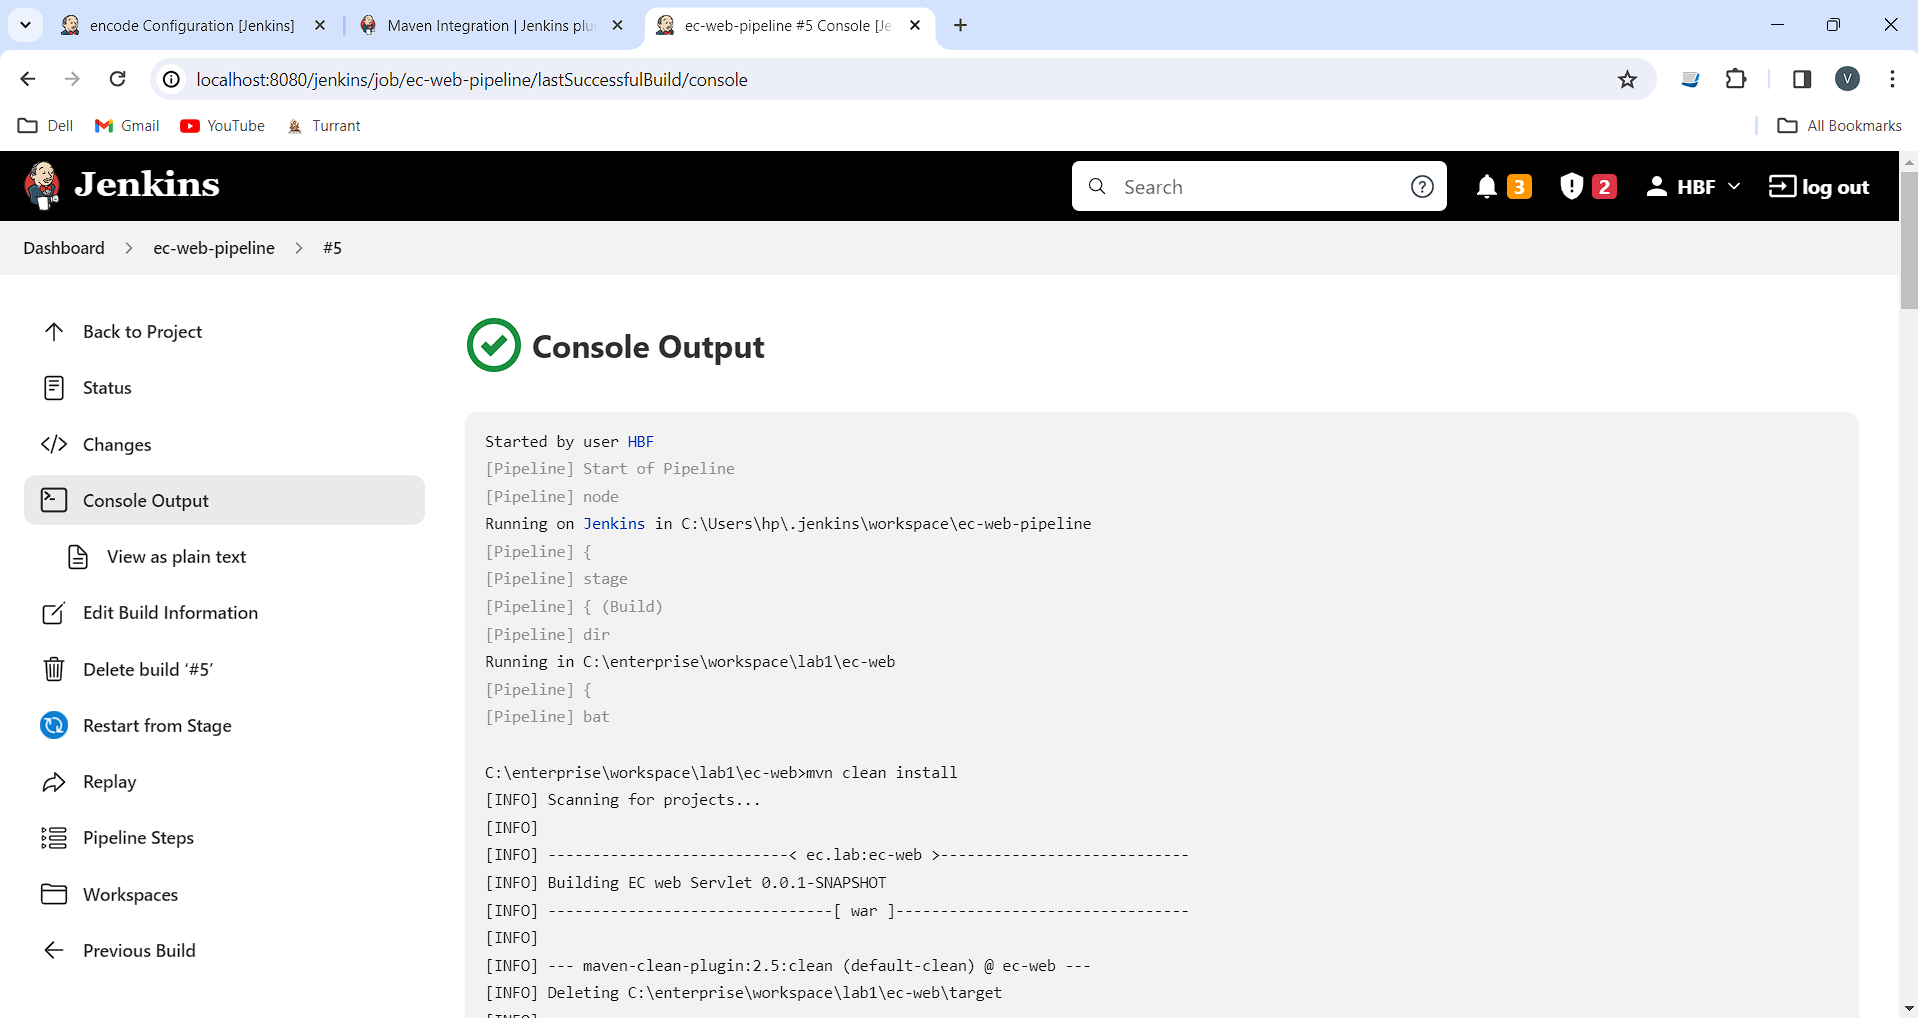 encode Configuration [Jenkins]
Maven Integration | Jenkins plu
ec-web-pipeline #5 Console [Je
localhost:8080/jenkins/job/ec-web-pipeline/lastSuccessfulBuild/console
V
Dell
Gmail
YouTube
Turrant
All Bookmarks
Jenkins
Search
3
2
HBF
log out
Dashboard > ec-web-pipeline > #5
Back to Project
Status
Changes
Console Output
View as plain text
Edit Build Information
Delete build ‘#5’
Restart from Stage
Replay
Pipeline Steps
Workspaces
Previous Build
Console Output
Started by user HBF
[Pipeline] Start of Pipeline
[Pipeline] node
Running on Jenkins in C:\Users\hp\.jenkins\workspace\ec-web-pipeline
[Pipeline] {
[Pipeline] stage
[Pipeline] { (Build)
[Pipeline] dir
Running in C:\enterprise\workspace\lab1\ec-web
[Pipeline] {
[Pipeline] bat
C:\enterprise\workspace\lab1\ec-web>mvn clean install
[INFO] Scanning for projects...
[INFO]
[INFO] ---------------------------< ec.lab:ec-web >----------------------------
[INFO] Building EC web Servlet 0.0.1-SNAPSHOT
[INFO] --------------------------------[ war ]---------------------------------
[INFO]
[INFO] --- maven-clean-plugin:2.5:clean (default-clean) @ ec-web ---
[INFO] Deleting C:\enterprise\workspace\lab1\ec-web\target
[INFO]